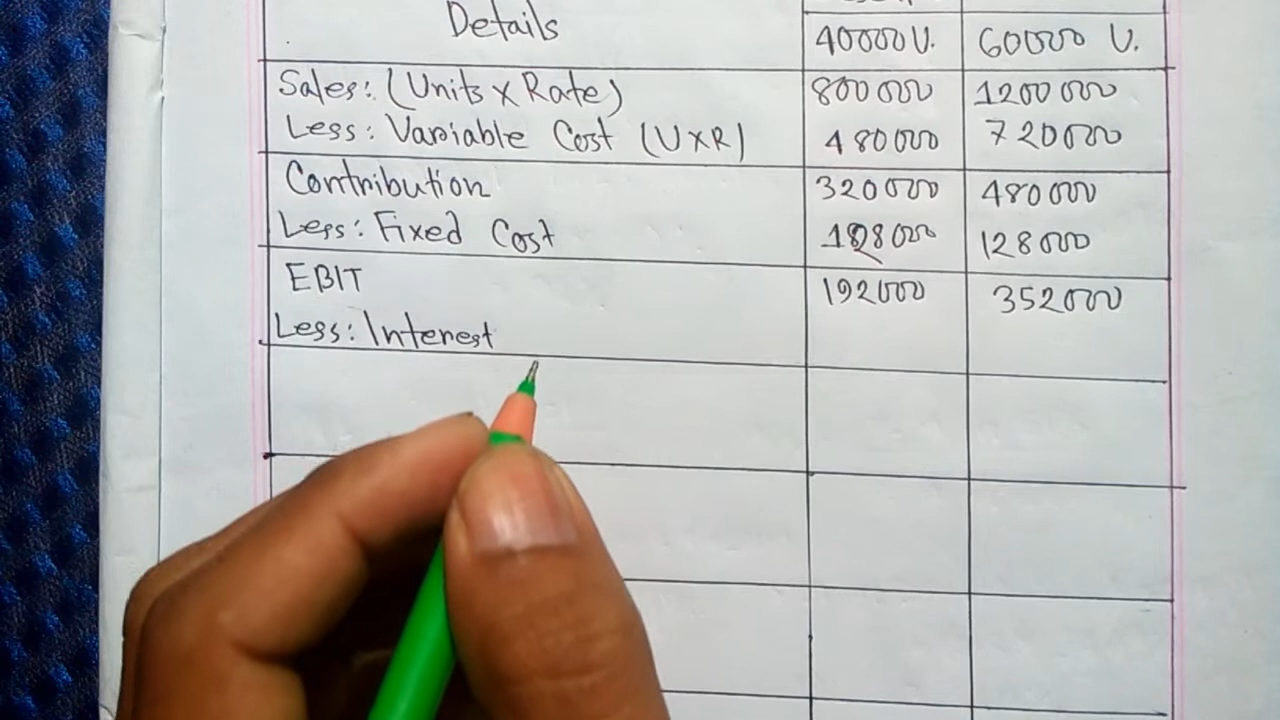 Details 40000 U. 60000 U.
Sales: (Units x Rate) 800000 1200000
Less: Variable Cost (UXR) 480000 720000
Contribution 320000 480000
Less: Fixed Cost 128000 128000
EBIT 192000 352000
Less: Interest